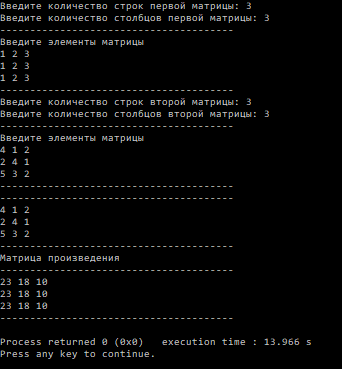 Введите количество строк первой матрицы: 3
Введите количество столбцов первой матрицы: 3
---------------------------------------
Введите элементы матрицы
1 2 3
1 2 3
1 2 3
---------------------------------------
Введите количество строк второй матрицы: 3
Введите количество столбцов второй матрицы: 3
---------------------------------------
Введите элементы матрицы
4 1 2
2 4 1
5 3 2
---------------------------------------
---------------------------------------
4 1 2
2 4 1
5 3 2
---------------------------------------
Матрица произведения
---------------------------------------
23 18 10
23 18 10
23 18 10
---------------------------------------
Process returned 0 (0x0)   execution time : 13.966 s
Press any key to continue.